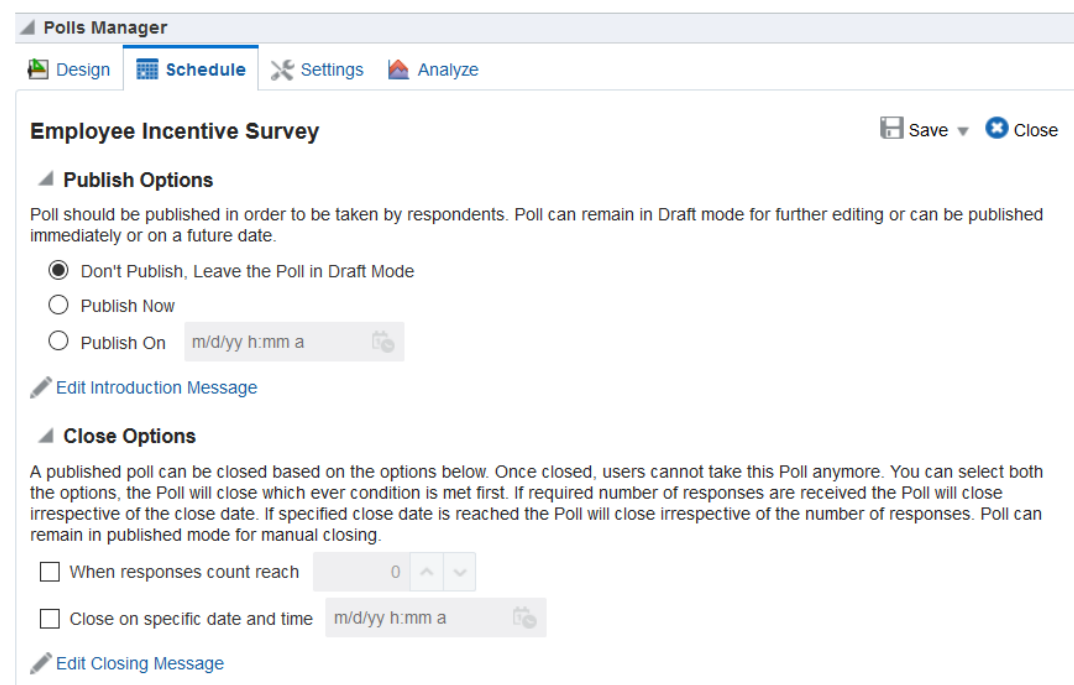 Polls Manager
Design Schedule Settings Analyze
Employee Incentive Survey Save Close
Publish Options
Poll should be published in order to be taken by respondents. Poll can remain in Draft mode for further editing or can be published
immediately or on a future date.
Don't Publish, Leave the Poll in Draft Mode
Publish Now
Publish On m/d/yy h:mm a
Edit Introduction Message
Close Options
A published poll can be closed based on the options below. Once closed, users cannot take this Poll anymore. You can select both
the options, the Poll will close which ever condition is met first. If required number of responses are received the Poll will close
irrespective of the close date. If specified close date is reached the Poll will close irrespective of the number of responses. Poll can
remain in published mode for manual closing.
When responses count reach 0
Close on specific date and time m/d/yy h:mm a
Edit Closing Message